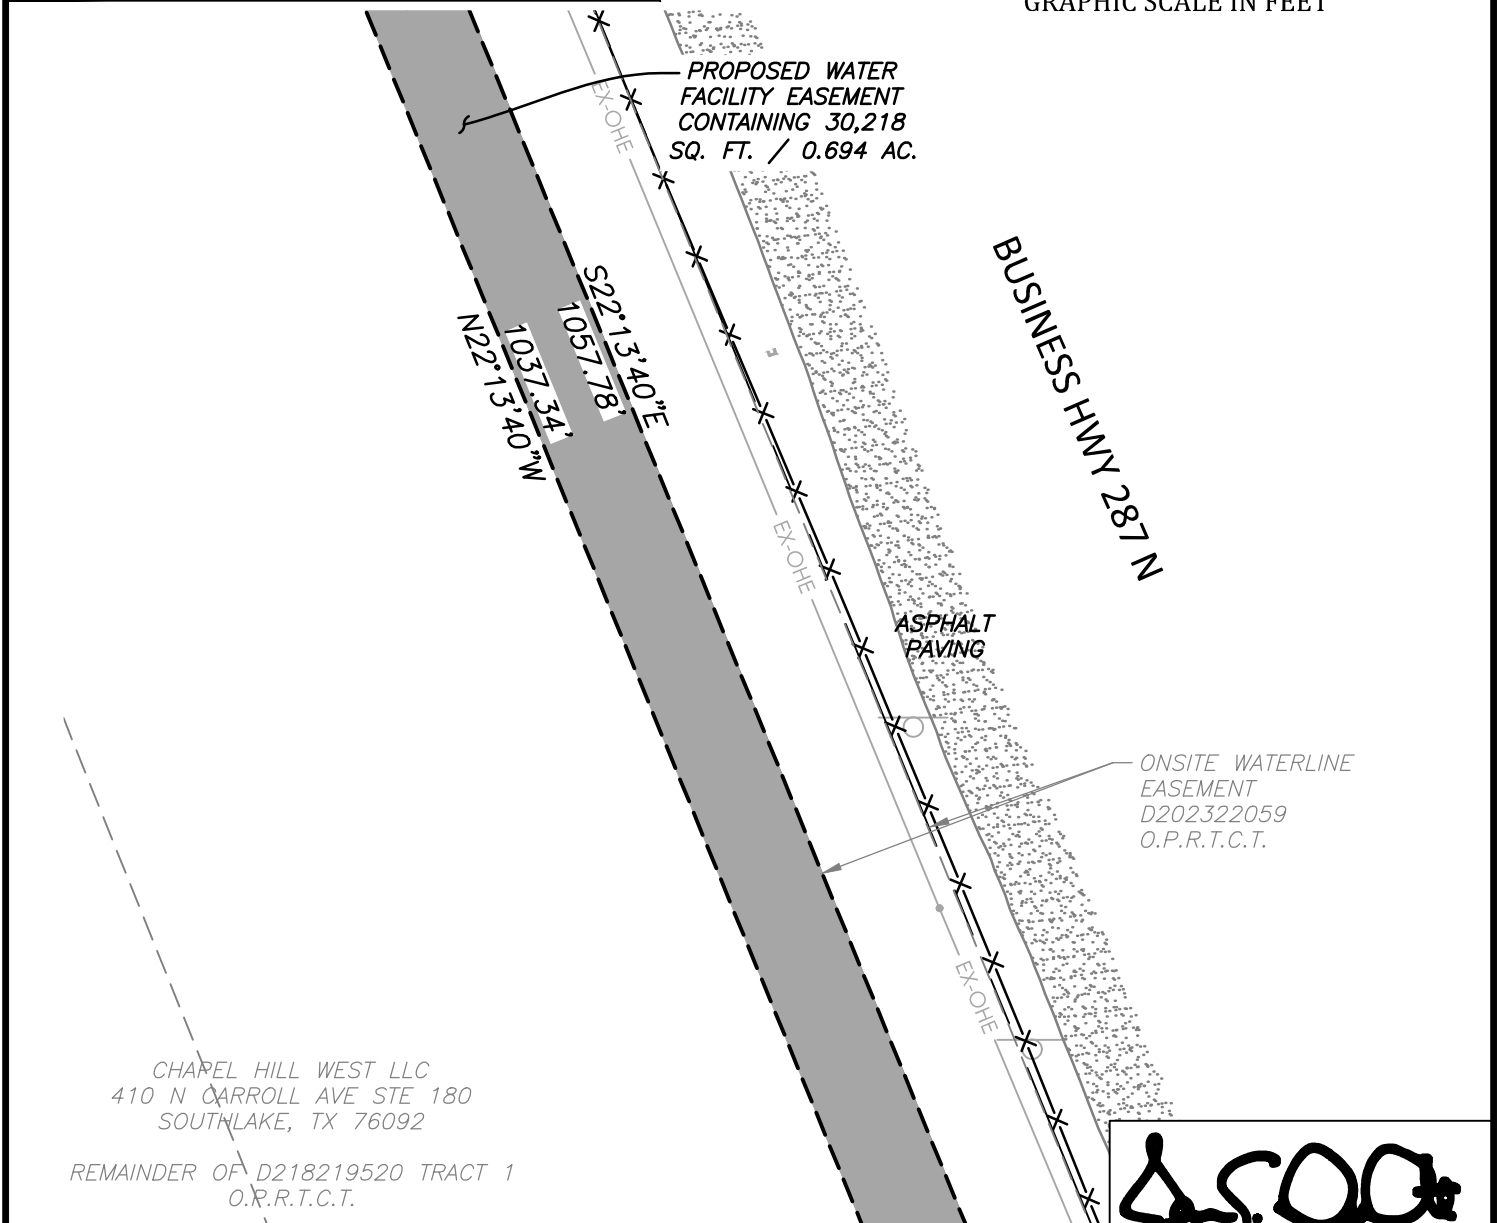 GRAPHIC SCALE IN FEET
PROPOSED WATER
FACILITY EASEMENT
CONTAINING 30,218
SQ. FT. / 0.694 AC.
EX-OHE
BUSINESS HWY 287 N
S22°13'40"E
1057.78'
1037.34'
N22°13'40"W
EX-OHE
ASPHALT
PAVING
ONSITE WATERLINE
EASEMENT
D202322059
O.P.R.T.C.T.
EX-OHE
CHAPEL HILL WEST LLC
410 N CARROLL AVE STE 180
SOUTHLAKE, TX 76092
REMAINDER OF D218219520 TRACT 1
O.P.R.T.C.T.